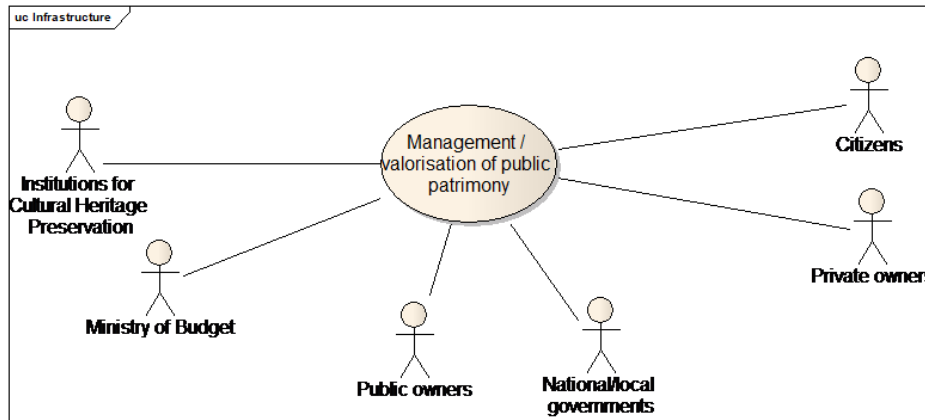 uc Infrastructure
Management /
valorisation of public
patrimony
Citizens
Institutions for
Cultural Heritage
Preservation
Private owners
Ministry of Budget
Public owners
National/local
governments